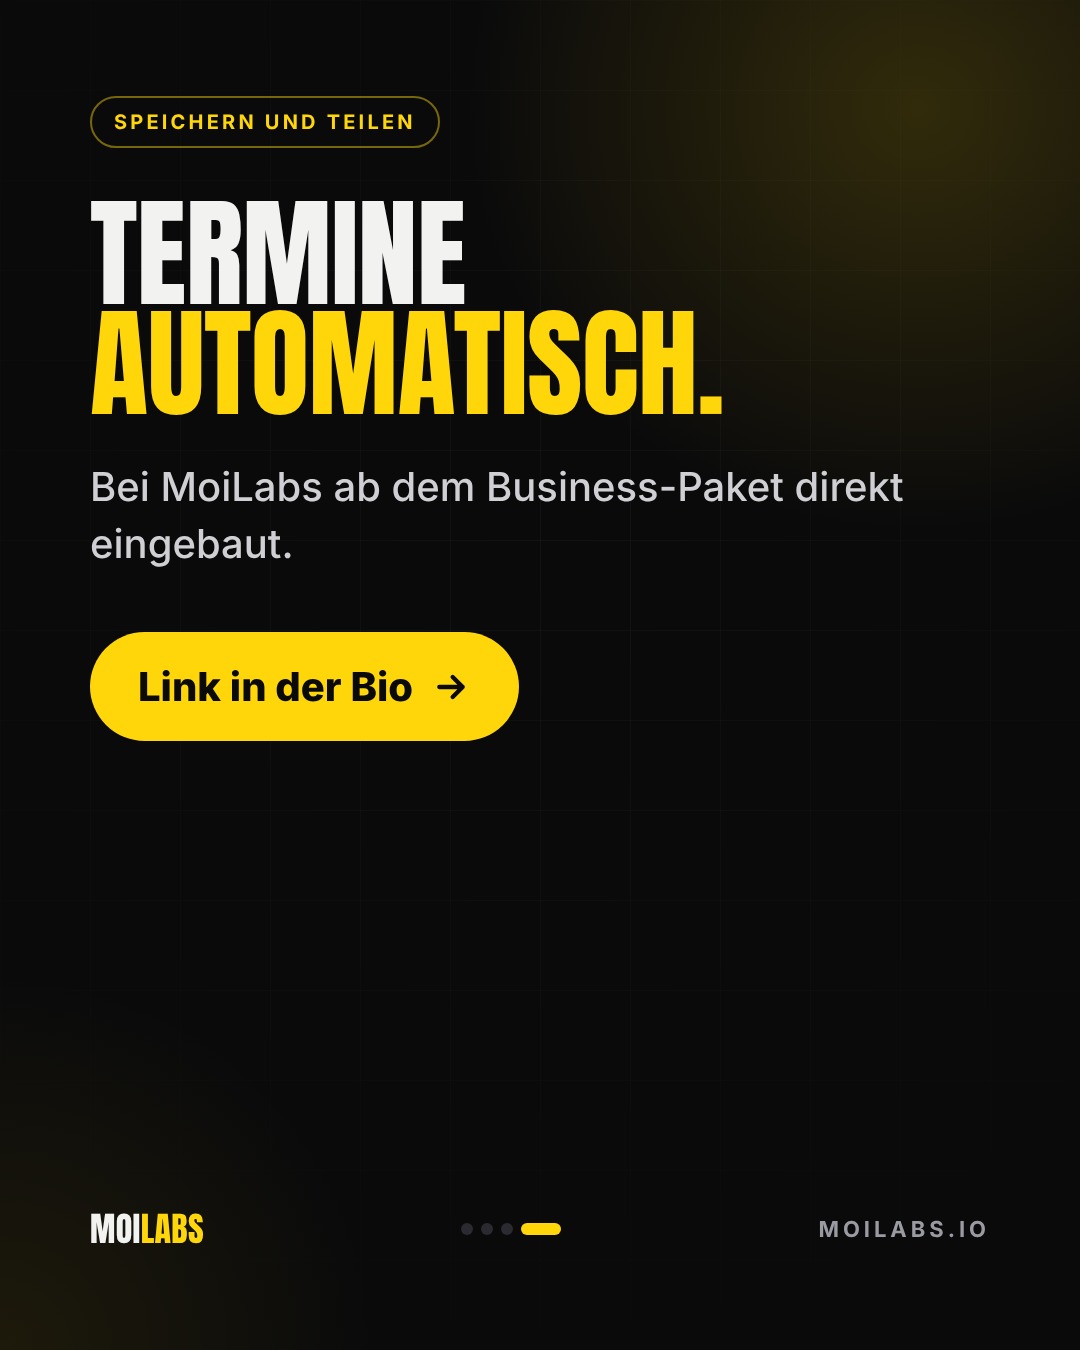 SPEICHERN UND TEILEN
TERMINE
AUTOMATISCH.
Bei MoiLabs ab dem Business-Paket direkt
eingebaut.
Link in der Bio →
MOILABS
MOILABS.IO